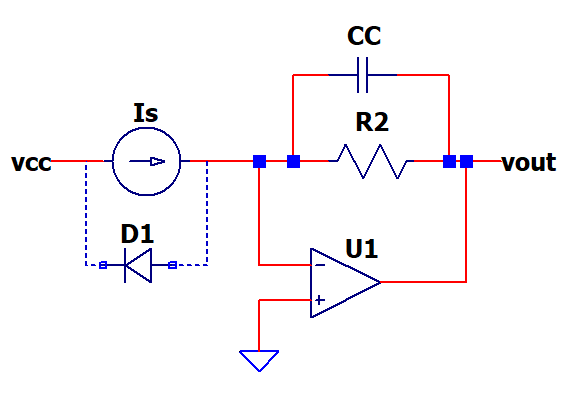 CC
Is
R2
vcc
vout
D1
U1
−
+